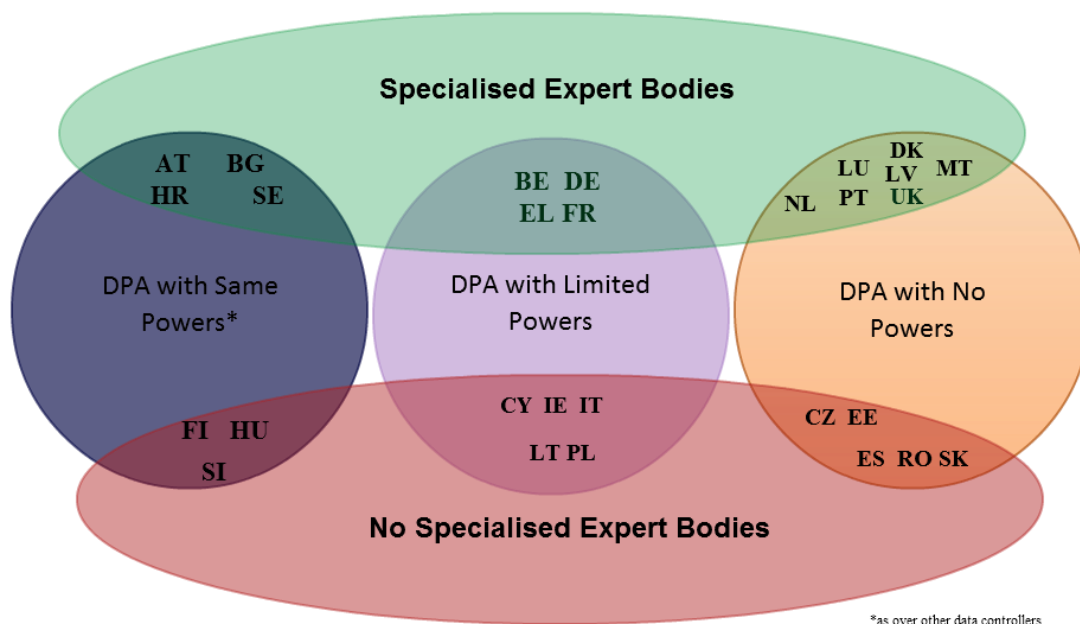 Specialised Expert Bodies
AT BG
HR SE
BE DE
EL FR
DK
LU LV MT
NL PT UK
DPA with Same
Powers*
DPA with Limited
Powers
DPA with No
Powers
FI HU
SI
CY IE IT
LT PL
CZ EE
ES RO SK
No Specialised Expert Bodies
*as over other data controllers